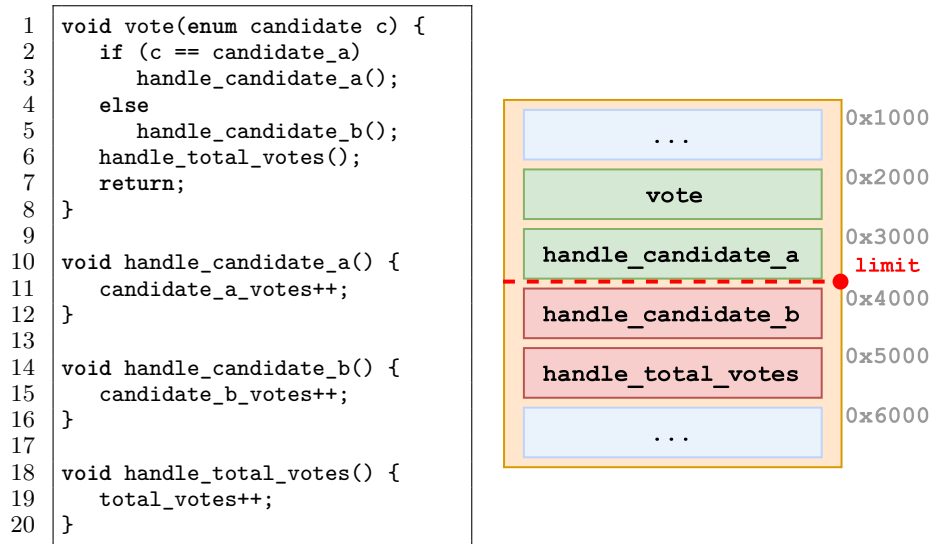 1 void vote(enum candidate c) {
2 if (c == candidate_a)
3 handle_candidate_a();
4 else
5 handle_candidate_b();
6 handle_total_votes();
7 return;
8 }
9
10 void handle_candidate_a() {
11 candidate_a_votes++;
12 }
13
14 void handle_candidate_b() {
15 candidate_b_votes++;
16 }
17
18 void handle_total_votes() {
19 total_votes++;
20 }
0x1000
...
0x2000
vote
0x3000
handle_candidate_a
limit
0x4000
handle_candidate_b
0x5000
handle_total_votes
0x6000
...